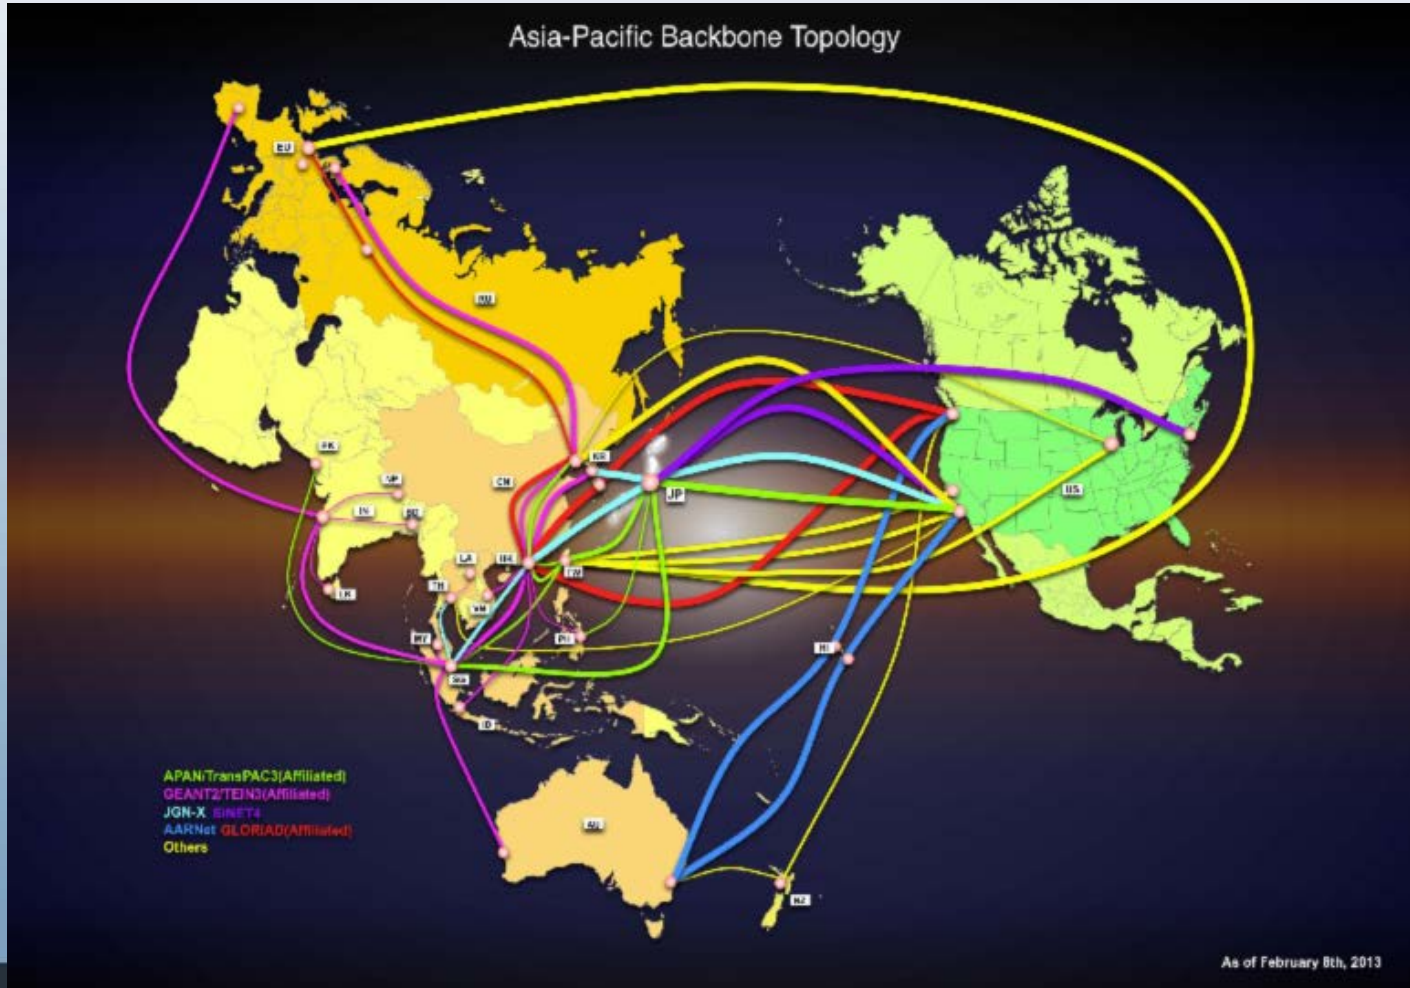 Asia-Pacific Backbone Topology
EU
RU
PK
NP
KR
CN
IN
BD
JP
US
LA
HK
TW
TH
LK
VN
MY
PH
HI
SG
ID
APAN/TransPAC3(Affiliated)
GEANT2/TEIN3(Affiliated)
JGN-X SINET4
AARNet GLORIAD(Affiliated)
Others
AU
NZ
As of February 8th, 2013